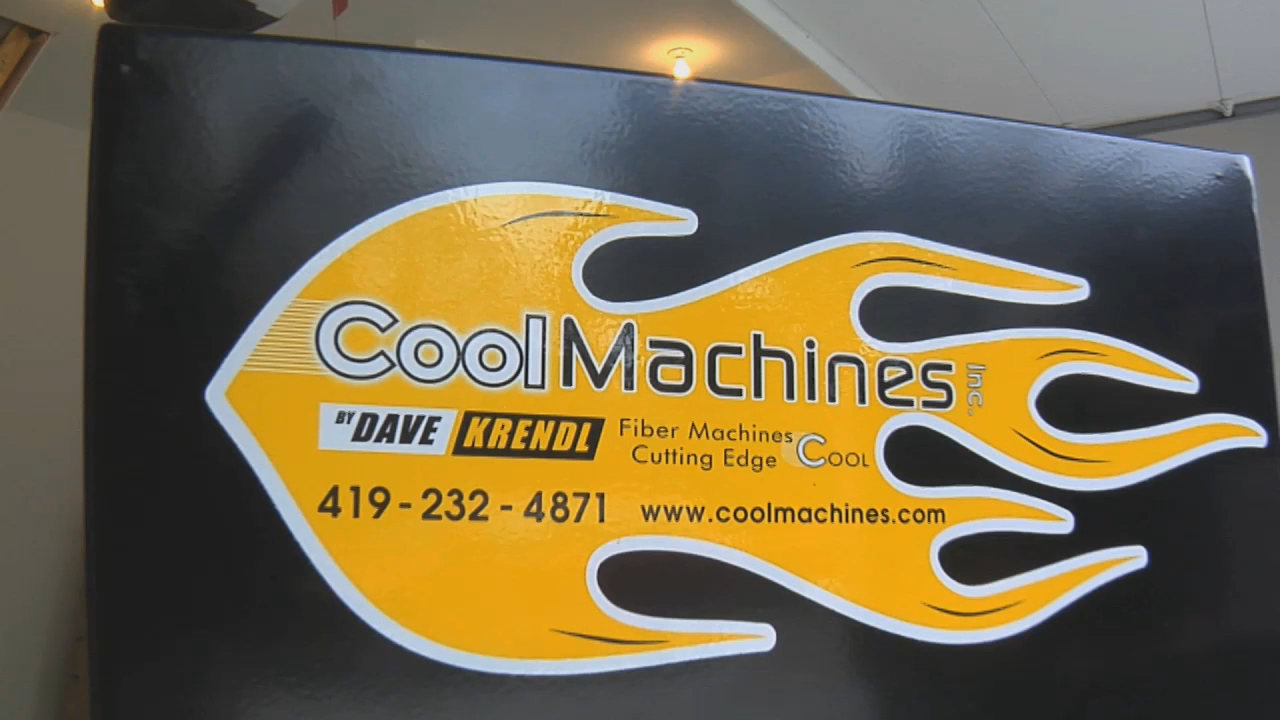 CoolMachines Inc.
BY DAVE KRENDL
Fiber Machines
Cutting Edge COOL
419-232-4871 www.coolmachines.com